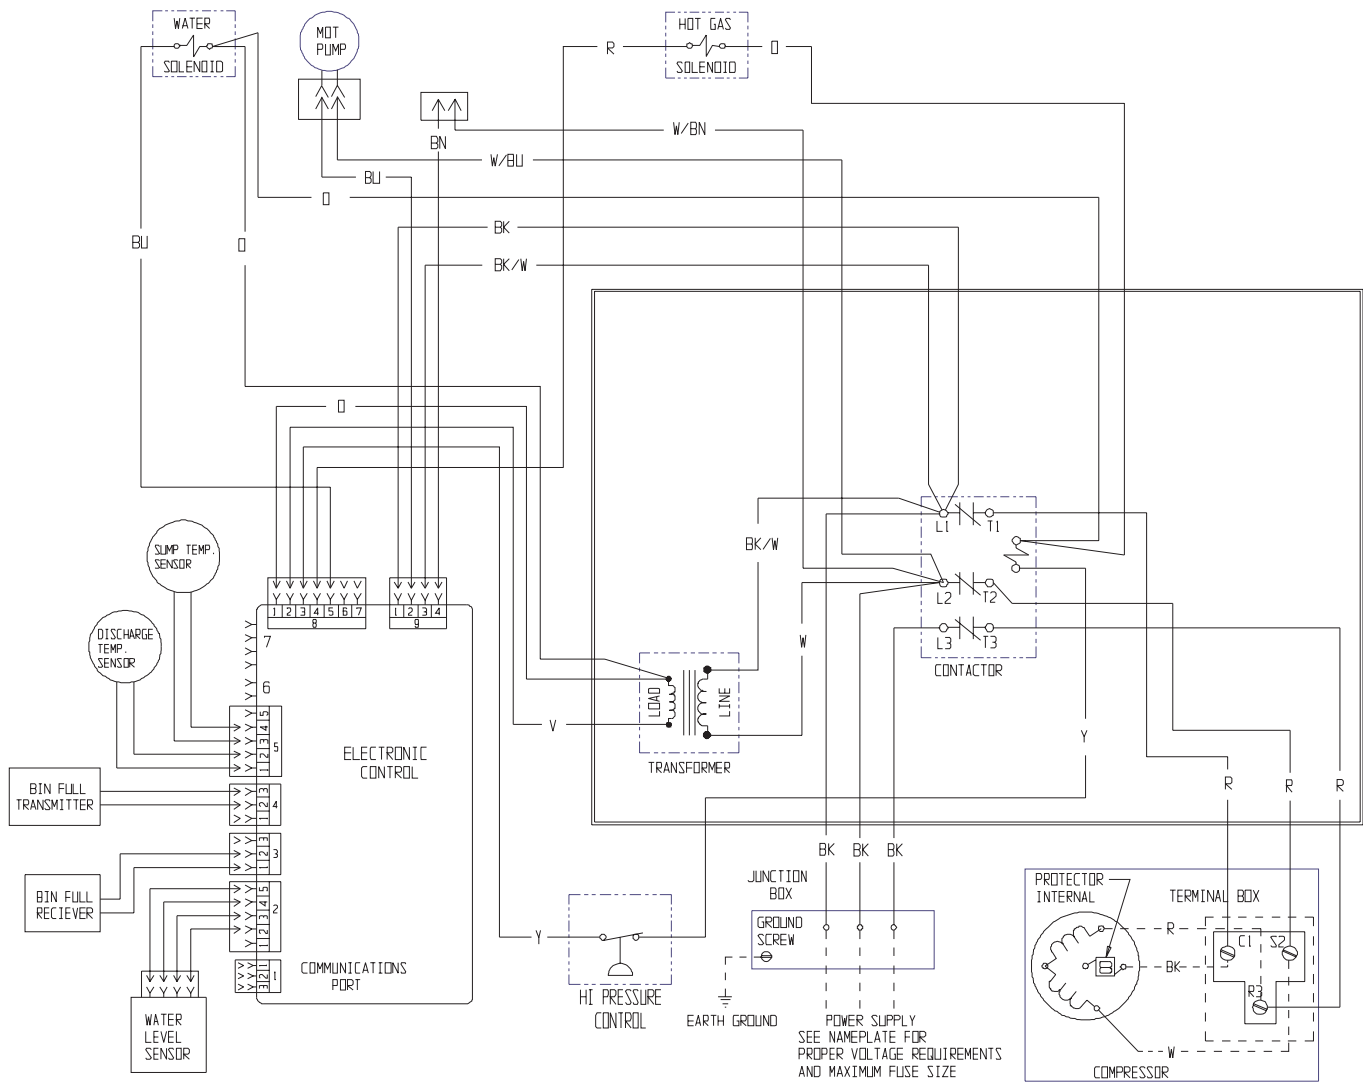 WATER
SOLENOID
MOT
PUMP
HOT GAS
SOLENOID
R
O
BN
W/BN
W/BU
BU
O
BK
BK/W
BU
O
O
BK/W
L1
T1
L2
T2
L3
T3
CONTACTOR
W
Y
LOAD
LINE
TRANSFORMER
V
SUMP TEMP.
SENSOR
DISCHARGE
TEMP.
SENSOR
1 2 3 4 5 6 7
8
1 2 3 4
9
7
6
5
4
3
2
1
5
3
2
1
4
3
2
1
3
5
4
3
2
1
2
1
2
3
1
ELECTRONIC
CONTROL
COMMUNICATIONS
PORT
BIN FULL
TRANSMITTER
BIN FULL
RECIEVER
WATER
LEVEL
SENSOR
Y
HI PRESSURE
CONTROL
BK
BK
BK
JUNCTION
BOX
GROUND
SCREW
EARTH GROUND
POWER SUPPLY
SEE NAMEPLATE FOR
PROPER VOLTAGE REQUIREMENTS
AND MAXIMUM FUSE SIZE
R
R
R
PROTECTOR
INTERNAL
TERMINAL BOX
R
BK
W
C1
S2
R3
COMPRESSOR